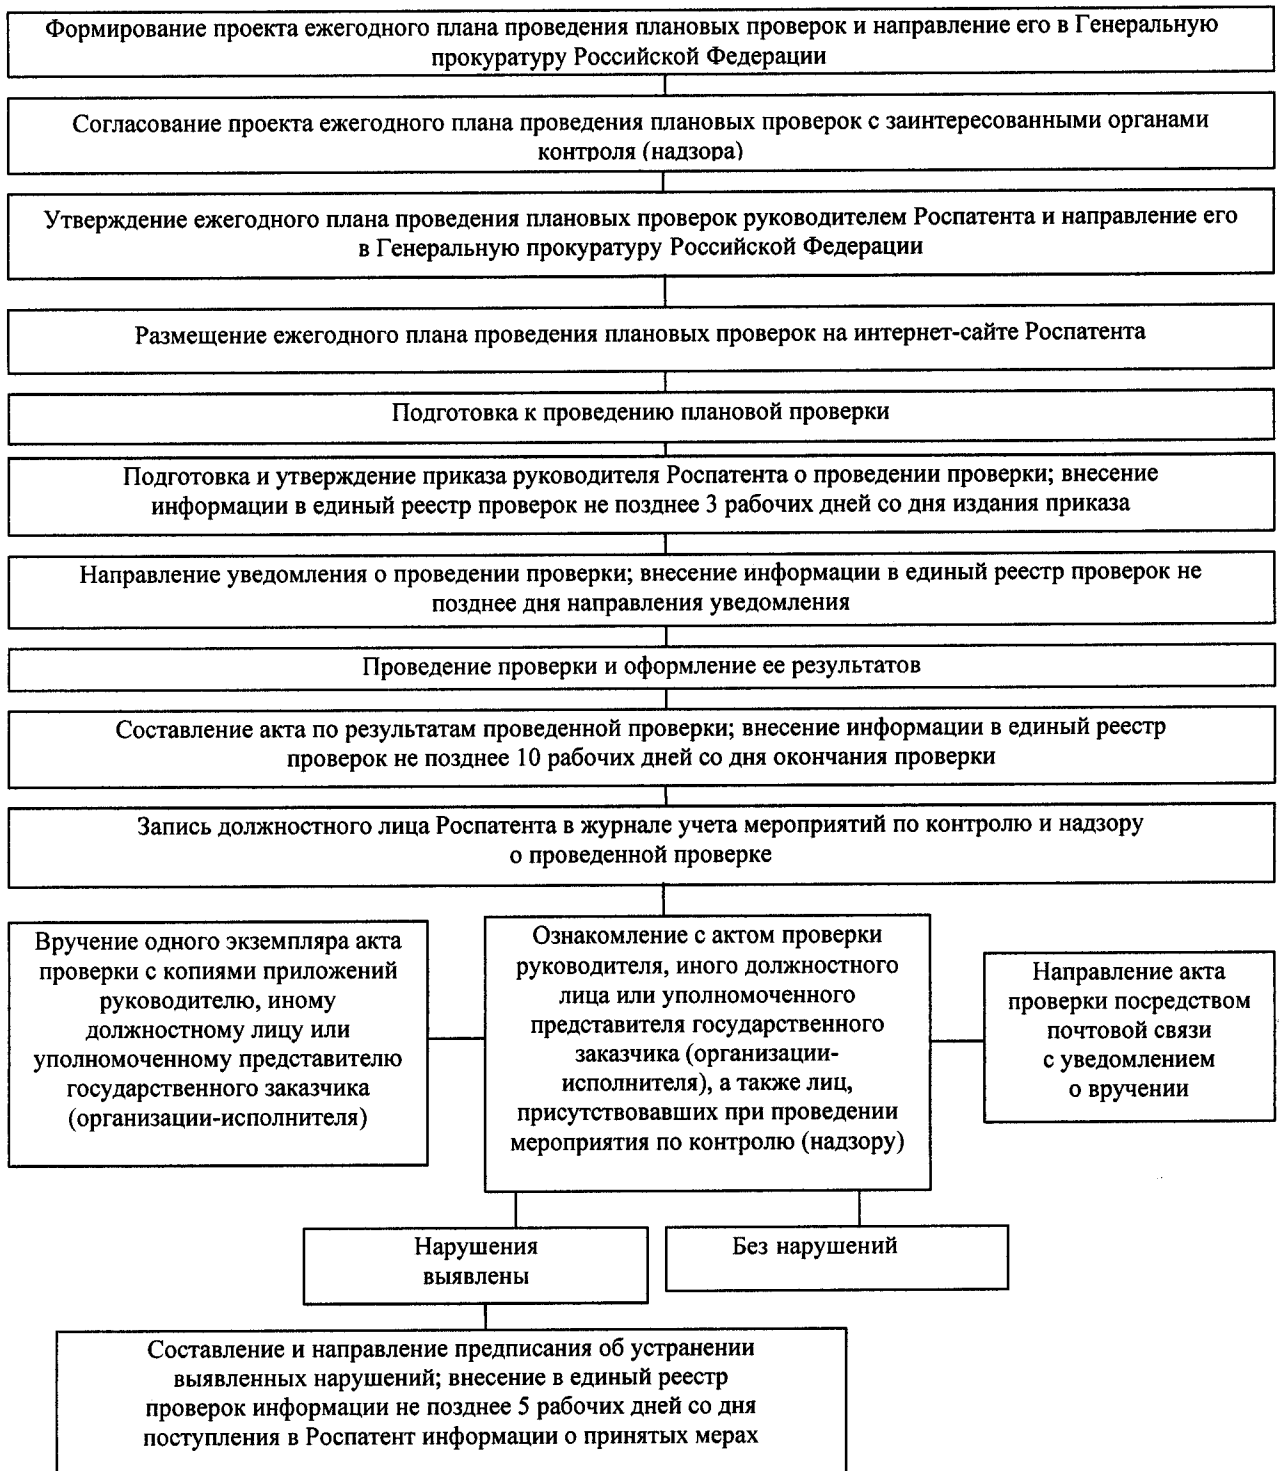 Формирование проекта ежегодного плана проведения плановых проверок и направление его в Генеральную
прокуратуру Российской Федерации
Согласование проекта ежегодного плана проведения плановых проверок с заинтересованными органами
контроля (надзора)
Утверждение ежегодного плана проведения плановых проверок руководителем Роспатента и направление его
в Генеральную прокуратуру Российской Федерации
Размещение ежегодного плана проведения плановых проверок на интернет-сайте Роспатента
Подготовка к проведению плановой проверки
Подготовка и утверждение приказа руководителя Роспатента о проведении проверки; внесение
информации в единый реестр проверок не позднее 3 рабочих дней со дня издания приказа
Направление уведомления о проведении проверки; внесение информации в единый реестр проверок не
позднее дня направления уведомления
Проведение проверки и оформление ее результатов
Составление акта по результатам проведенной проверки; внесение информации в единый реестр
проверок не позднее 10 рабочих дней со дня окончания проверки
Запись должностного лица Роспатента в журнале учета мероприятий по контролю и надзору
о проведенной проверке
Вручение одного экземпляра акта
проверки с копиями приложений
руководителю, иному
должностному лицу или
уполномоченному представителю
государственного заказчика
(организации-исполнителя)
Ознакомление с актом проверки
руководителя, иного должностного
лица или уполномоченного
представителя государственного
заказчика (организации-
исполнителя), а также лиц,
присутствовавших при проведении
мероприятия по контролю (надзору)
Направление акта
проверки посредством
почтовой связи
с уведомлением
о вручении
Нарушения
выявлены
Без нарушений
Составление и направление предписания об устранении
выявленных нарушений; внесение в единый реестр
проверок информации не позднее 5 рабочих дней со дня
поступления в Роспатент информации о принятых мерах